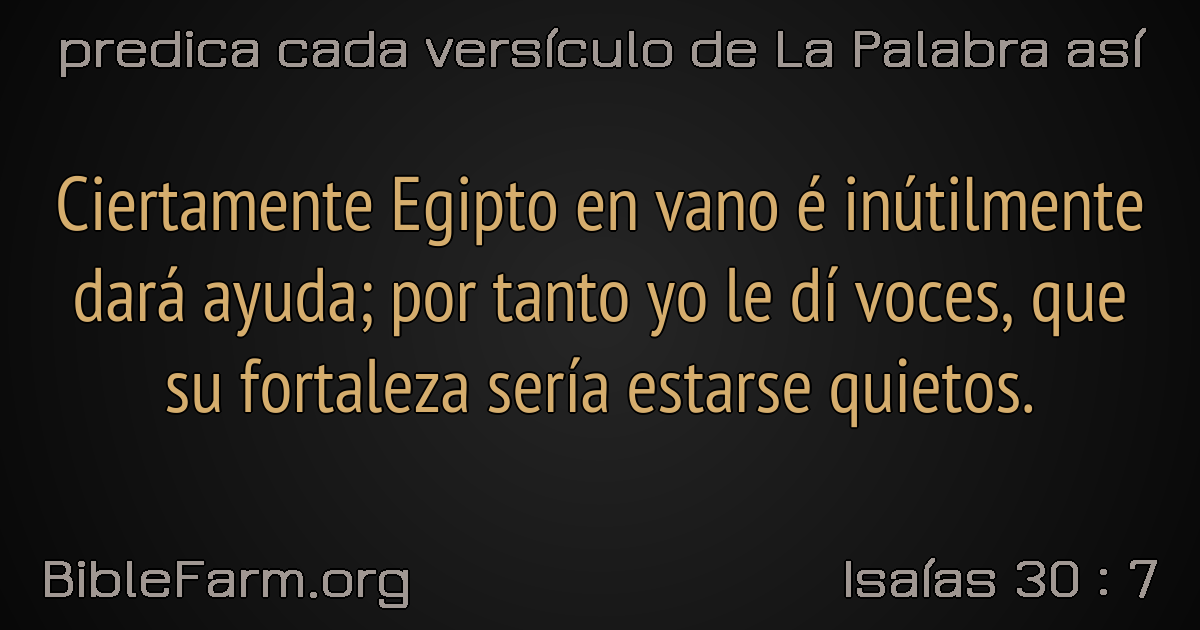 predica cada versículo de La Palabra así
Ciertamente Egipto en vano é inútilmente
dará ayuda; por tanto yo le dí voces, que
su fortaleza sería estarse quietos.
BibleFarm.org
Isaías 30 : 7